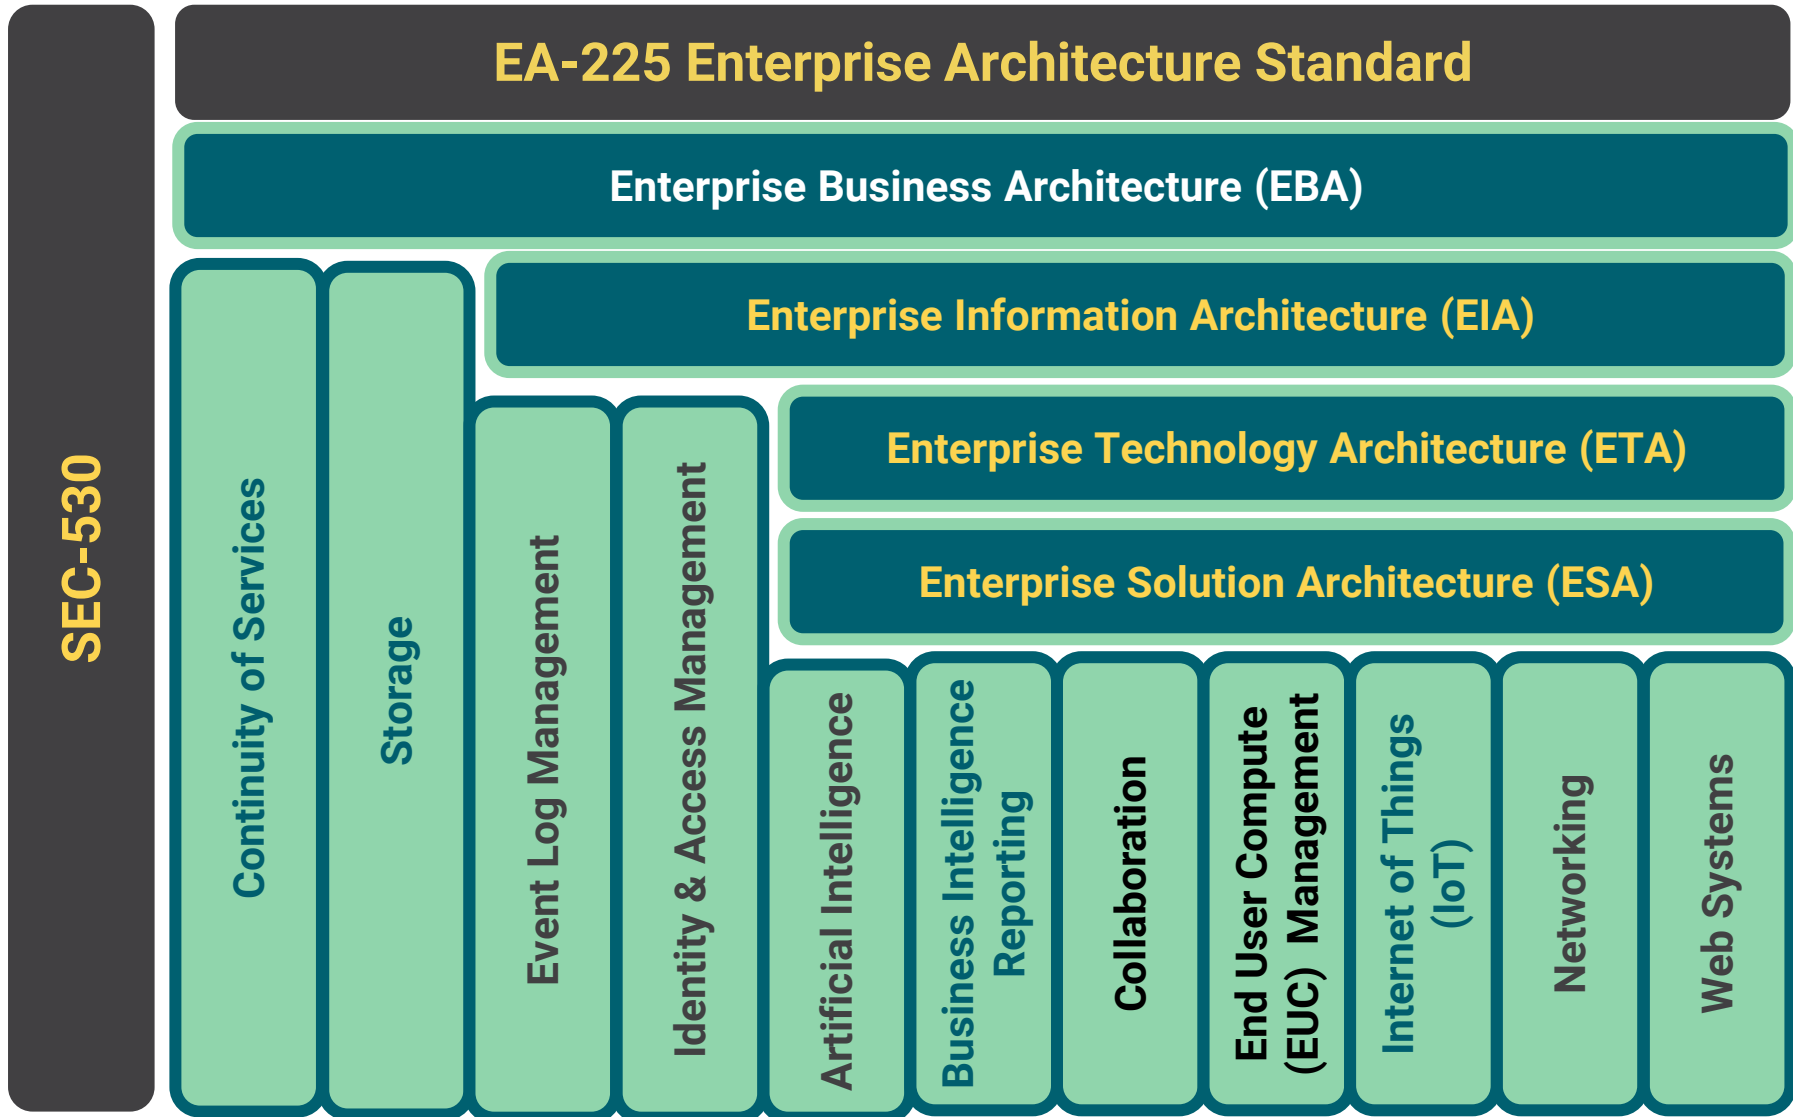 SEC-530
EA-225 Enterprise Architecture Standard
Enterprise Business Architecture (EBA)
Enterprise Information Architecture (EIA)
Enterprise Technology Architecture (ETA)
Enterprise Solution Architecture (ESA)
Continuity of Services
Storage
Event Log Management
Identity & Access Management
Artificial Intelligence
Business Intelligence
Reporting
Collaboration
End User Compute
(EUC) Management
Internet of Things
(IoT)
Networking
Web Systems